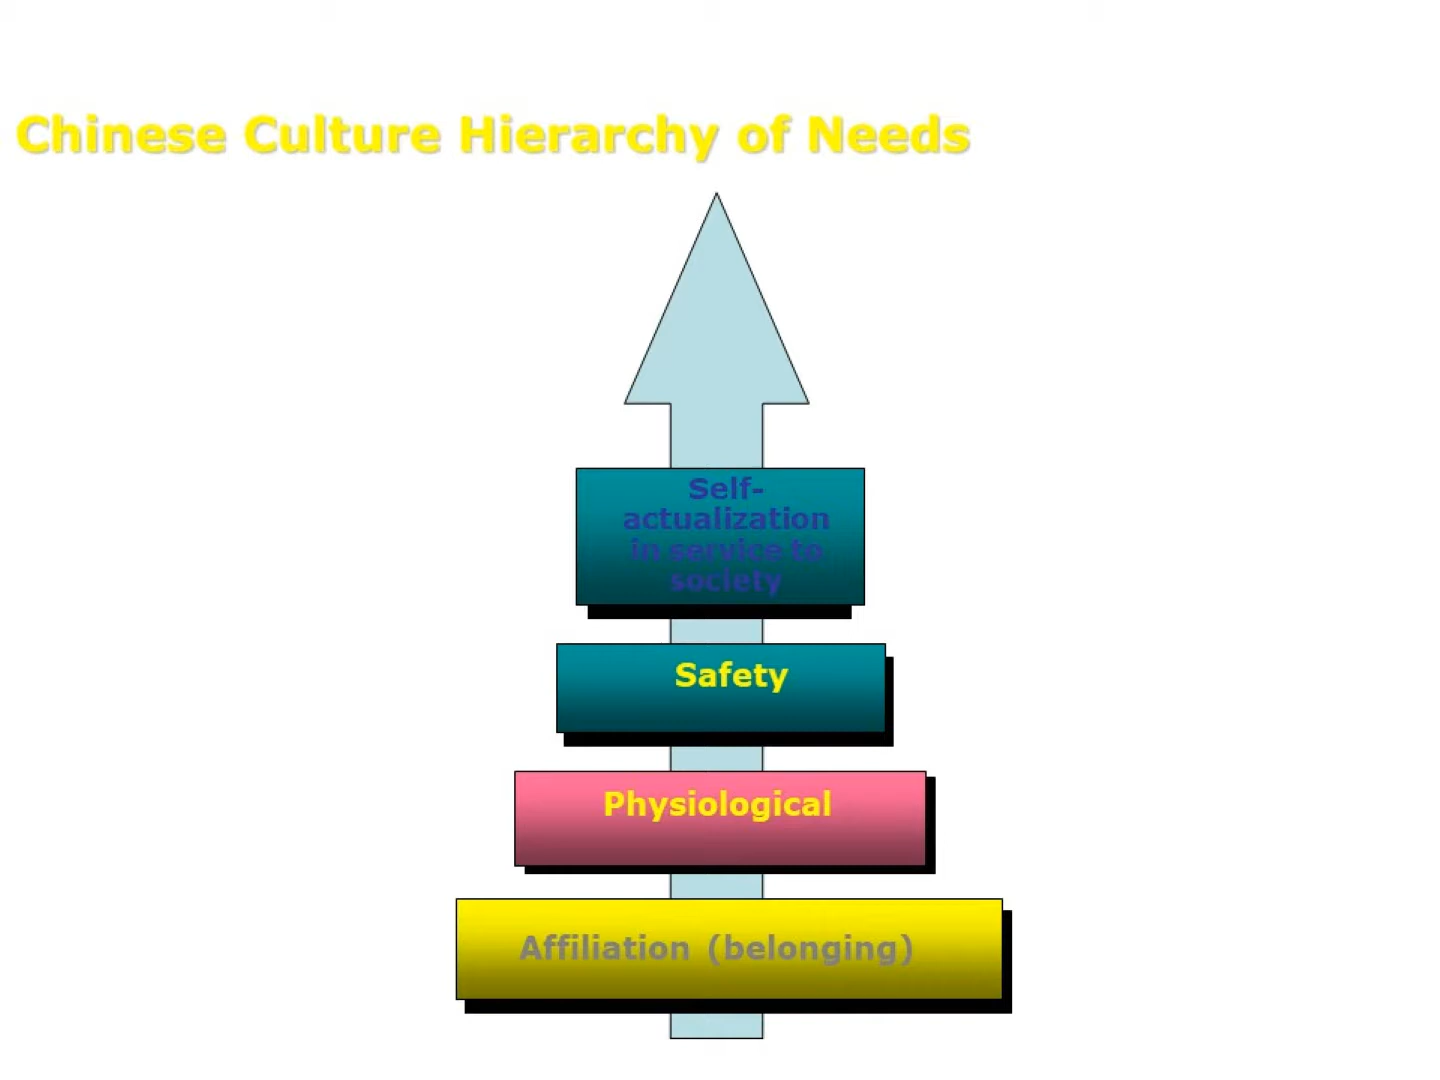 Chinese Culture Hierarchy of Needs
Self-
actualization
in service to
society
Safety
Physiological
Affiliation (belonging)